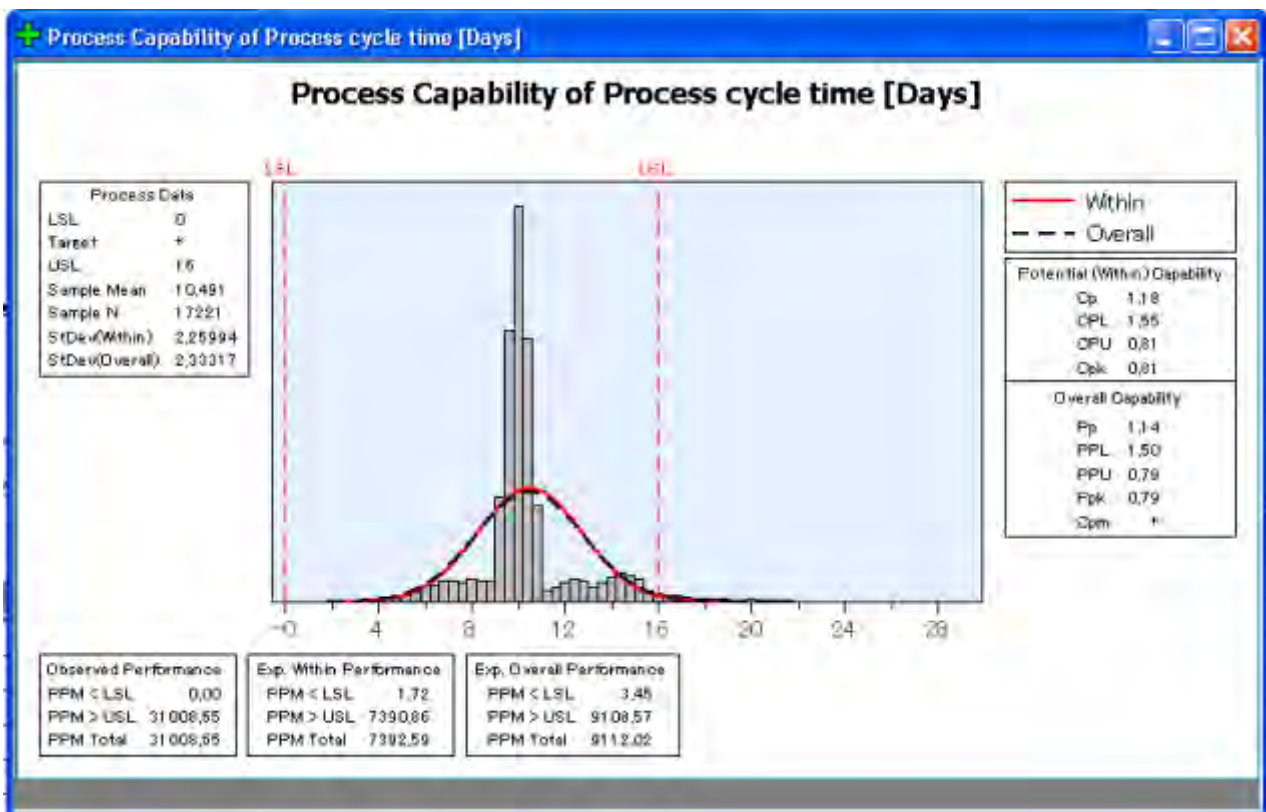 Process Capability of Process cycle time [Days]
Process Capability of Process cycle time [Days]
LSL USL
Process Data
LSL 0
Target *
USL 16
Sample Mean 10,491
Sample N 17221
StDev(Within) 2,25994
StDev(Overall) 2,33317
Within
Overall
Potential (Within) Capability
Cp 1,18
CPL 1,55
CPU 0,81
Cpk 0,81
Overall Capability
Pp 1,14
PPL 1,50
PPU 0,79
Ppk 0,79
Cpm *
-0 4 8 12 16 20 24 28
Observed Performance
PPM < LSL 0,00
PPM > USL 31008,55
PPM Total 31008,55
Exp. Within Performance
PPM < LSL 1,72
PPM > USL 7390,86
PPM Total 7392,59
Exp. Overall Performance
PPM < LSL 3,45
PPM > USL 9108,57
PPM Total 9112,02